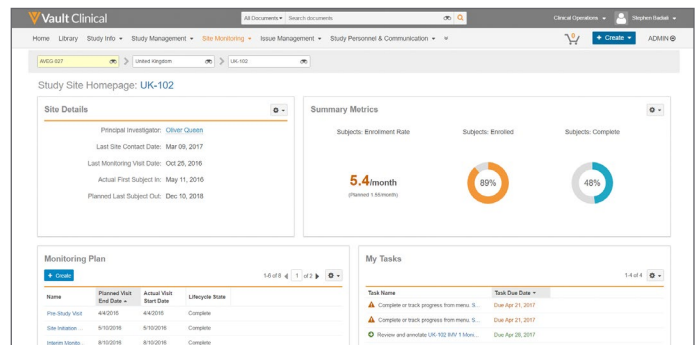 Vault Clinical
All Documents Search documents
Clinical Operations Stephen Badiali
Home Library Study Info Study Management Site Monitoring Issue Management Study Personnel & Communication
0 + Create ADMIN
AVEG-027 United Kingdom UK-102
Study Site Homepage: UK-102
Site Details
Principal Investigator: Oliver Queen
Last Site Contact Date: Mar 09, 2017
Last Monitoring Visit Date: Oct 26, 2016
Actual First Subject In: May 11, 2016
Planned Last Subject Out: Dec 10, 2018
Summary Metrics
Subjects: Enrollment Rate Subjects: Enrolled Subjects: Complete
5.4/month 89% 48%
(Planned 1.55/month)
Monitoring Plan
+ Create 1-6 of 8 1 of 2
Name Planned Visit End Date Actual Visit Start Date Lifecycle State
Pre-Study Visit 4/4/2016 4/4/2016 Complete
Site Initiation ... 5/10/2016 5/10/2016 Complete
Interim Monito... 8/10/2016 8/10/2016 Complete
My Tasks
1-4 of 4
Task Name Task Due Date
Complete or track progress from menu. S... Due Apr 21, 2017
Complete or track progress from menu. S... Due Apr 21, 2017
Review and annotate UK-102 IMV 1 Moni... Due Apr 28, 2017